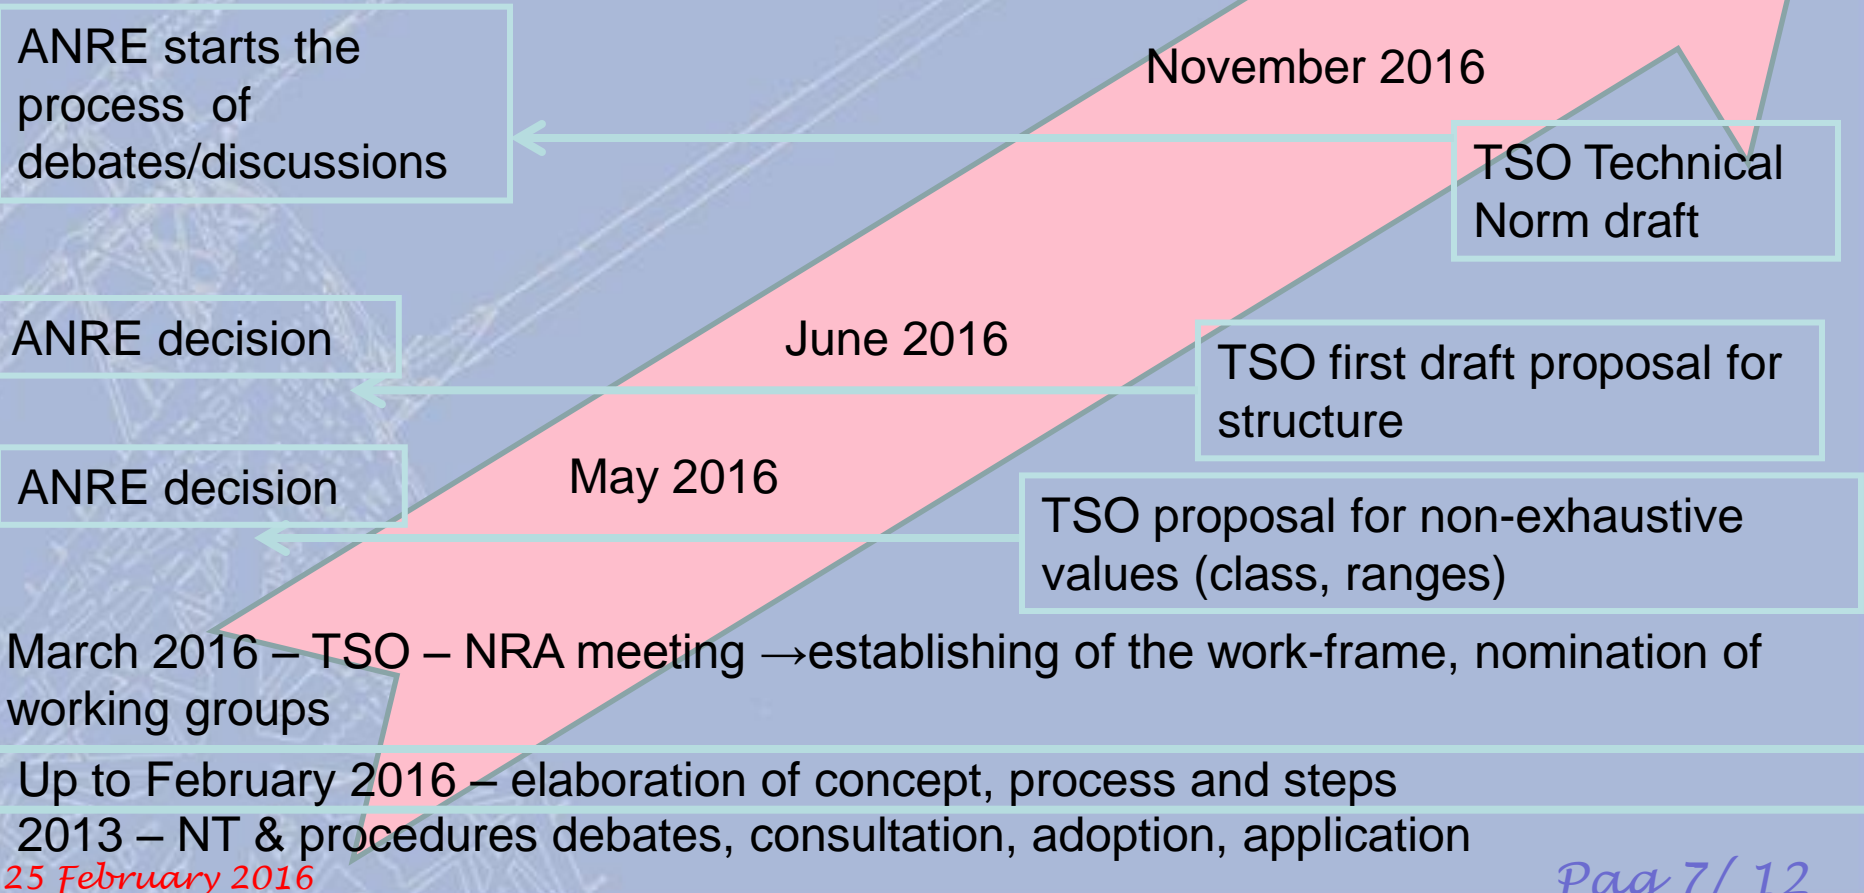 ANRE starts the
process of
debates/discussions
November 2016
TSO Technical
Norm draft
ANRE decision
June 2016
TSO first draft proposal for
structure
ANRE decision
May 2016
TSO proposal for non-exhaustive
values (class, ranges)
March 2016 – TSO – NRA meeting →establishing of the work-frame, nomination of
working groups
Up to February 2016 – elaboration of concept, process and steps
2013 – NT & procedures debates, consultation, adoption, application
25 February 2016
Pag 7/ 12